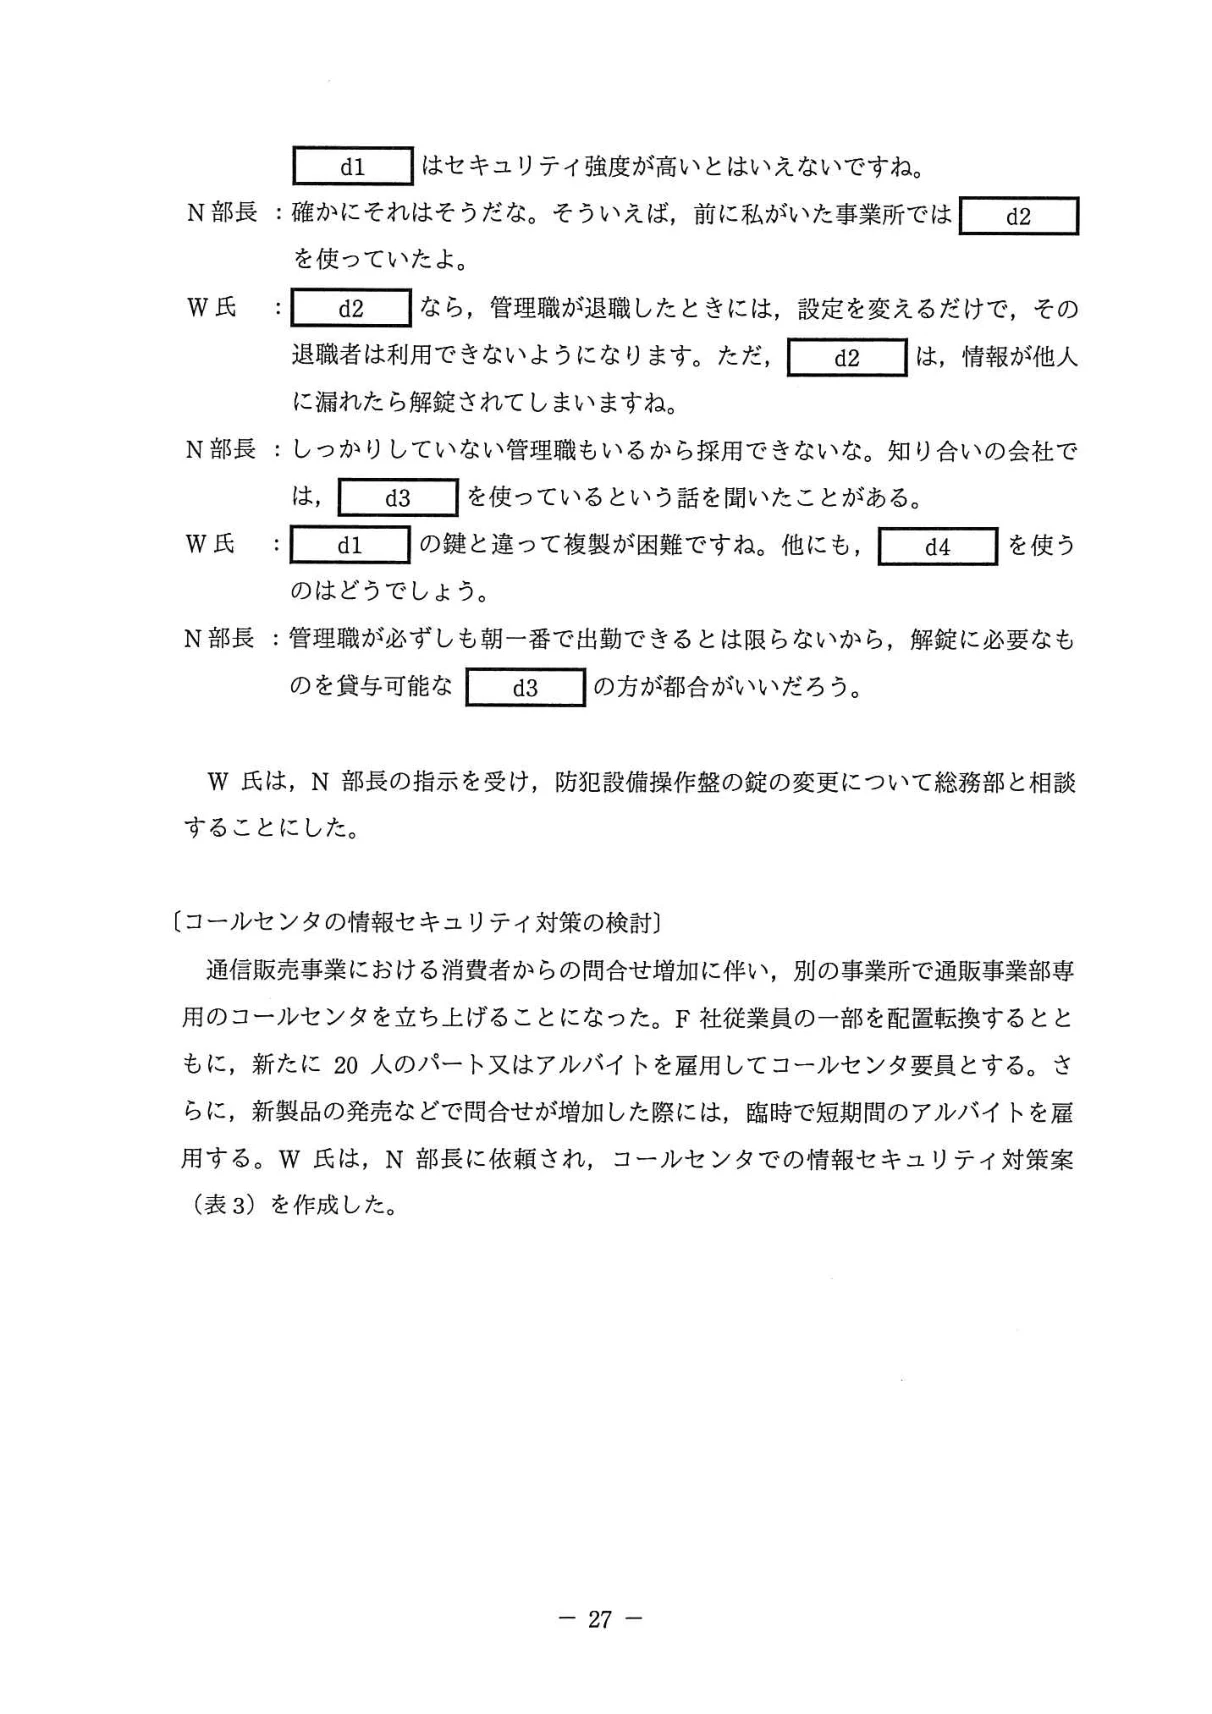 d1 はセキュリティ強度が高いとはいえないですね。
N 部長 ：確かにそれはそうだな。そういえば，前に私がいた事業所では d2
を使っていたよ。
W 氏 ： d2 なら，管理職が退職したときには，設定を変えるだけで，その
退職者は利用できないようになります。ただ， d2 は，情報が他人
に漏れたら解錠されてしまいますね。
N 部長 ：しっかりしていない管理職もいるから採用できないな。知り合いの会社で
は， d3 を使っているという話を聞いたことがある。
W 氏 ： d1 の鍵と違って複製が困難ですね。他にも， d4 を使う
のはどうでしょう。
N 部長 ：管理職が必ずしも朝一番で出勤できるとは限らないから，解錠に必要なも
のを貸与可能な d3 の方が都合がいいだろう。
W 氏は，N 部長の指示を受け，防犯設備操作盤の錠の変更について総務部と相談
することにした。
〔コールセンタの情報セキュリティ対策の検討〕
通信販売事業における消費者からの問合せ増加に伴い，別の事業所で通販事業部専
用のコールセンタを立ち上げることになった。F 社従業員の一部を配置転換するとと
もに，新たに 20 人のパート又はアルバイトを雇用してコールセンタ要員とする。さ
らに，新製品の発売などで問合せが増加した際には，臨時で短期間のアルバイトを雇
用する。W 氏は，N 部長に依頼され，コールセンタでの情報セキュリティ対策案
（表 3）を作成した。
－ 27 －